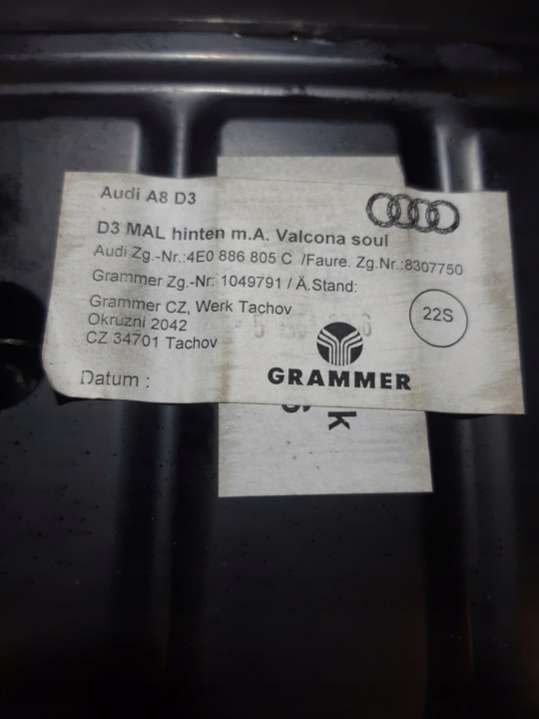 Audi A8 D3
D3 MAL hinten m.A. Valcona soul
Audi Zg.-Nr.:4E0 886 805 C /Faure. Zg.Nr.:8307750
Grammer Zg.-Nr: 1049791 / Ä.Stand:
Grammer CZ, Werk Tachov
Okruzni 2042
CZ 34701 Tachov
22S
Datum :
GRAMMER
k